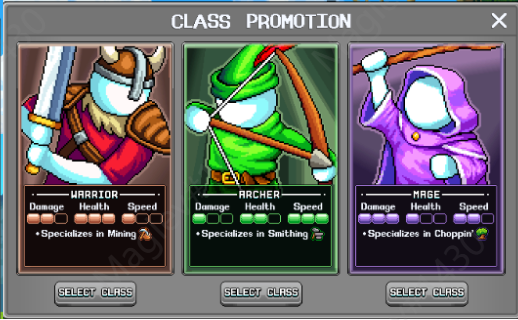 CLASS PROMOTION
WARRIOR
Damage Health Speed
•Specializes in Mining
SELECT CLASS
ARCHER
Damage Health Speed
•Specializes in Smithing
SELECT CLASS
MAGE
Damage Health Speed
•Specializes in Choppin'
SELECT CLASS